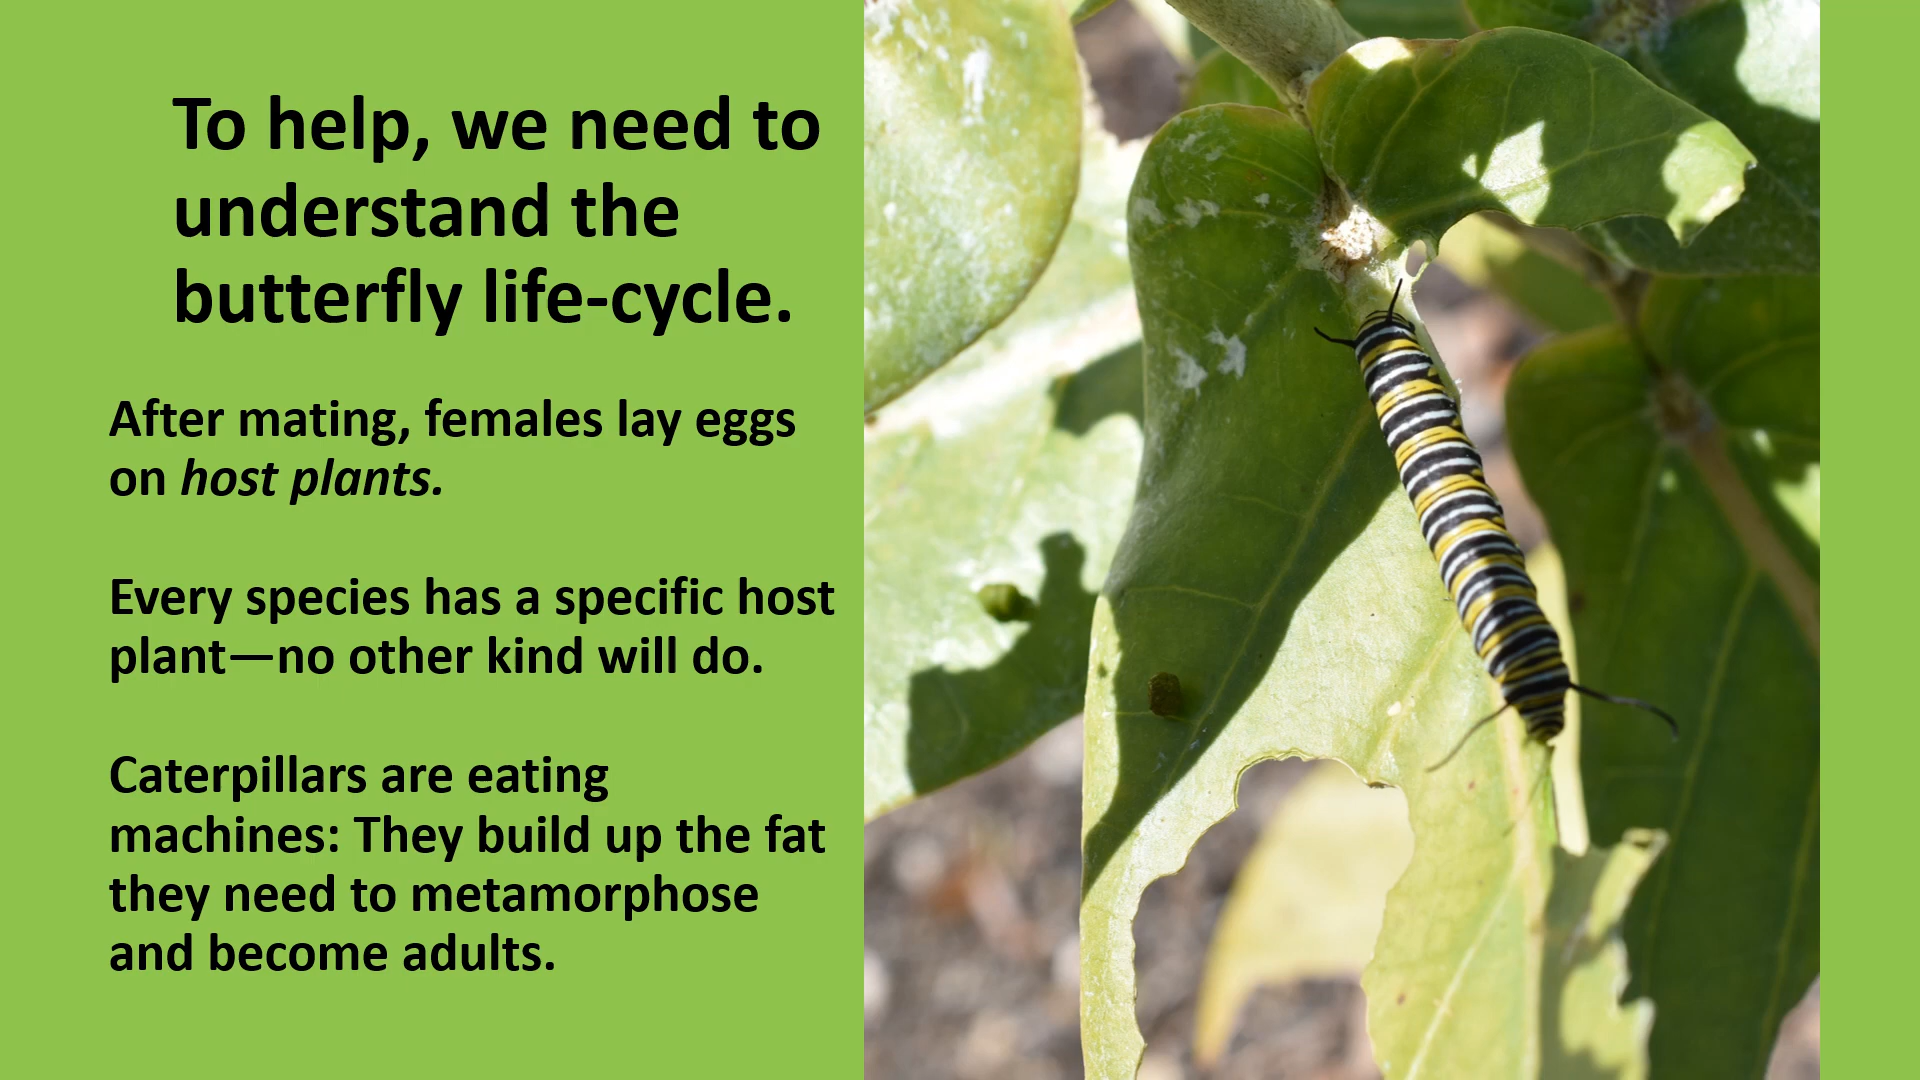 To help, we need to
understand the
butterfly life-cycle.
After mating, females lay eggs
on host plants.
Every species has a specific host
plant—no other kind will do.
Caterpillars are eating
machines: They build up the fat
they need to metamorphose
and become adults.